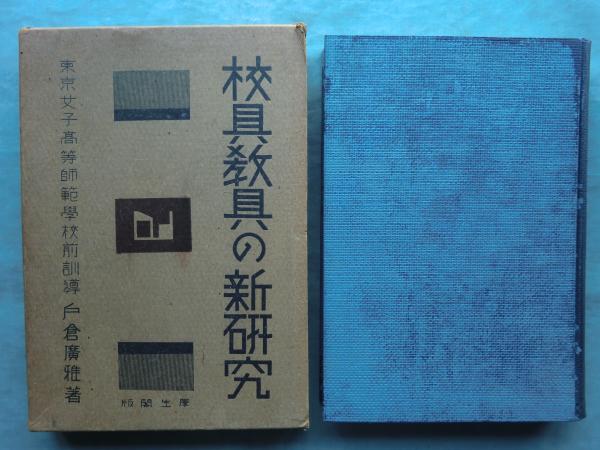 校具教具の新研究
東京女子高等師範學校前訓導 戸倉廣雅著
厚生閣版